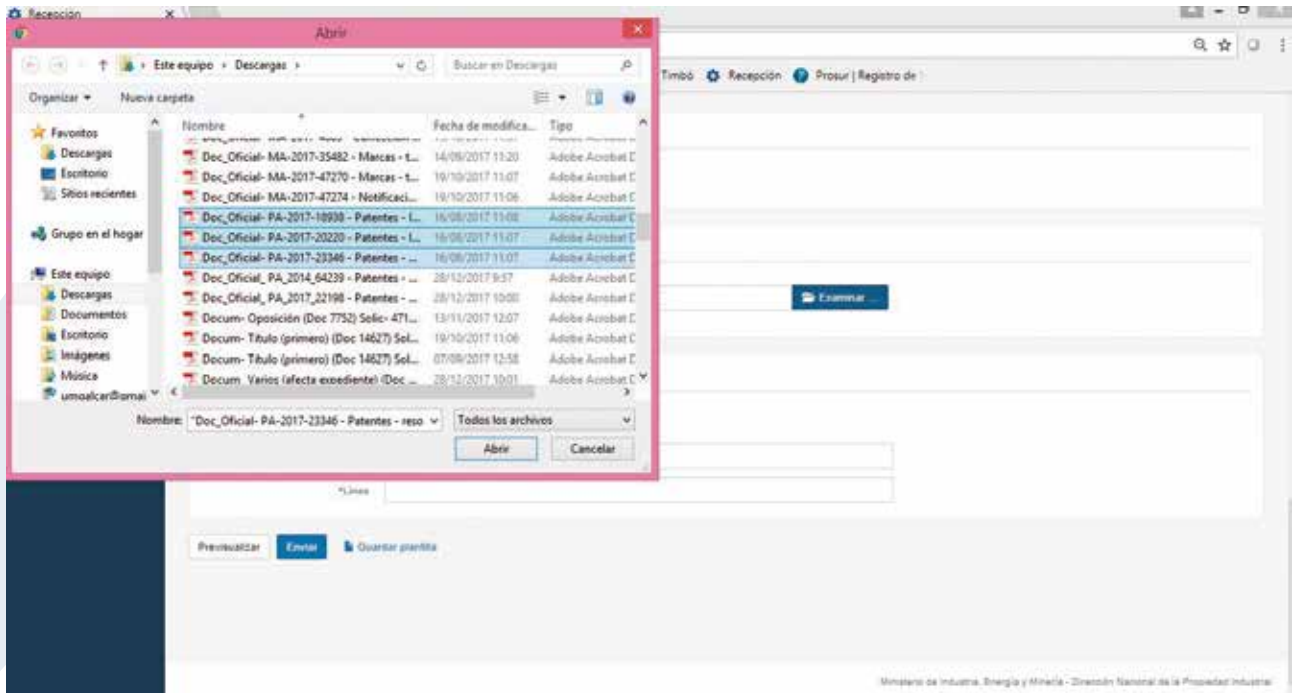 Recepción
Abrir
Este equipo › Descargas ›
Buscar en Descargas
Timbó Recepción Prosur | Registro de
Organizar Nueva carpeta
Nombre Fecha de modifica... Tipo
Favoritos
Descargas
Escritorio
Sitios recientes
Grupo en el hogar
Este equipo
Descargas
Documentos
Escritorio
Imágenes
Música
Doc_Oficial- MA-2017-35482 - Marcas - t... 14/09/2017 11:20 Adobe Acrobat D
Doc_Oficial- MA-2017-47270 - Marcas - t... 19/10/2017 11:07 Adobe Acrobat D
Doc_Oficial- MA-2017-47274 - Notificaci... 19/10/2017 11:06 Adobe Acrobat D
Doc_Oficial- PA-2017-18938 - Patentes - I... 16/08/2017 11:08 Adobe Acrobat D
Doc_Oficial- PA-2017-20220 - Patentes - I... 16/08/2017 11:07 Adobe Acrobat D
Doc_Oficial- PA-2017-23346 - Patentes - ... 16/08/2017 11:07 Adobe Acrobat D
Doc_Oficial_ PA_2014_64239 - Patentes - ... 28/12/2017 9:57 Adobe Acrobat D
Doc_Oficial_ PA_2017_22198 - Patentes - ... 28/12/2017 10:00 Adobe Acrobat D
Docum- Oposición (Doc 7752) Solic- 471... 13/11/2017 12:07 Adobe Acrobat D
Docum- Título (primero) (Doc 14627) Sol... 19/10/2017 11:06 Adobe Acrobat D
Docum- Título (primero) (Doc 14627) Sol... 07/09/2017 12:58 Adobe Acrobat D
Docum_ Varios (afecta expediente) (Doc ... 28/12/2017 10:01 Adobe Acrobat D
Nombre: "Doc_Oficial- PA-2017-23346 - Patentes - reso Todos los archivos
Abrir Cancelar
Examinar ...
*Línea
Previsualizar Enviar Guardar plantilla
Ministerio de Industria, Energía y Minería - Dirección Nacional de la Propiedad Industrial